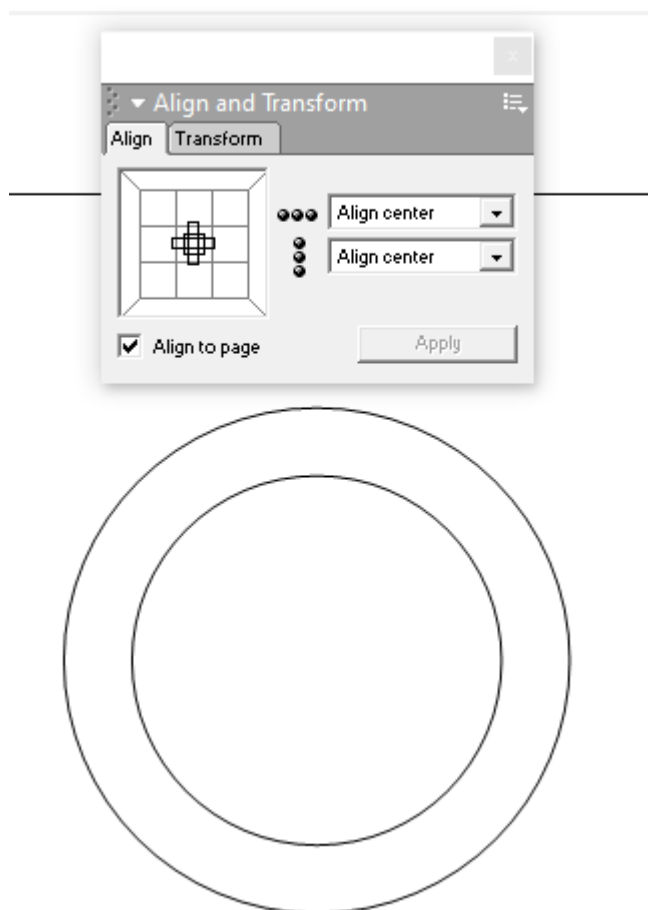 x
Align and Transform
Align Transform
Align center
Align center
Align to page
Apply